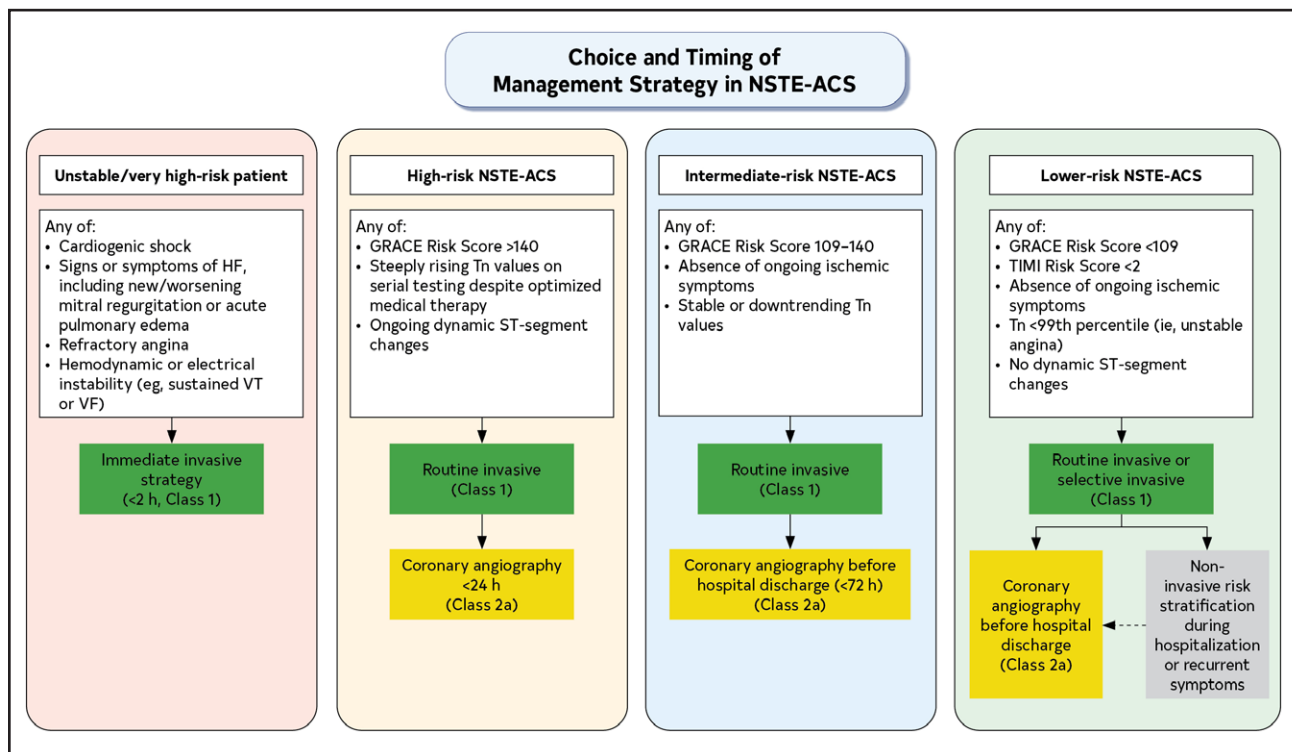 Choice and Timing of
Management Strategy in NSTE-ACS
Unstable/very high-risk patient
Any of:
• Cardiogenic shock
• Signs or symptoms of HF,
including new/worsening
mitral regurgitation or acute
pulmonary edema
• Refractory angina
• Hemodynamic or electrical
instability (eg, sustained VT
or VF)
Immediate invasive
strategy
(<2 h, Class 1)
High-risk NSTE-ACS
Any of:
• GRACE Risk Score >140
• Steeply rising Tn values on
serial testing despite optimized
medical therapy
• Ongoing dynamic ST-segment
changes
Routine invasive
(Class 1)
Coronary angiography
<24 h
(Class 2a)
Intermediate-risk NSTE-ACS
Any of:
• GRACE Risk Score 109–140
• Absence of ongoing ischemic
symptoms
• Stable or downtrending Tn
values
Routine invasive
(Class 1)
Coronary angiography before
hospital discharge (<72 h)
(Class 2a)
Lower-risk NSTE-ACS
Any of:
• GRACE Risk Score <109
• TIMI Risk Score <2
• Absence of ongoing ischemic
symptoms
• Tn <99th percentile (ie, unstable
angina)
• No dynamic ST-segment
changes
Routine invasive or
selective invasive
(Class 1)
Coronary
angiography
before hospital
discharge
(Class 2a)
Non-
invasive risk
stratification
during
hospitalization
or recurrent
symptoms